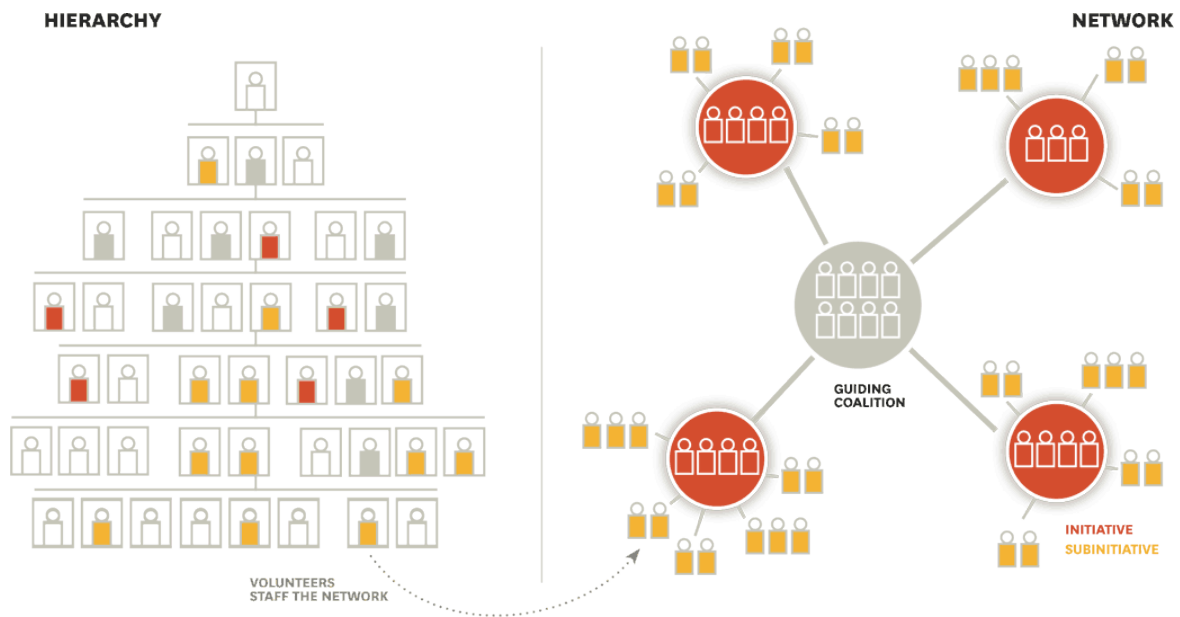 HIERARCHY
NETWORK
GUIDING
COALITION
INITIATIVE
SUBINITIATIVE
VOLUNTEERS
STAFF THE NETWORK